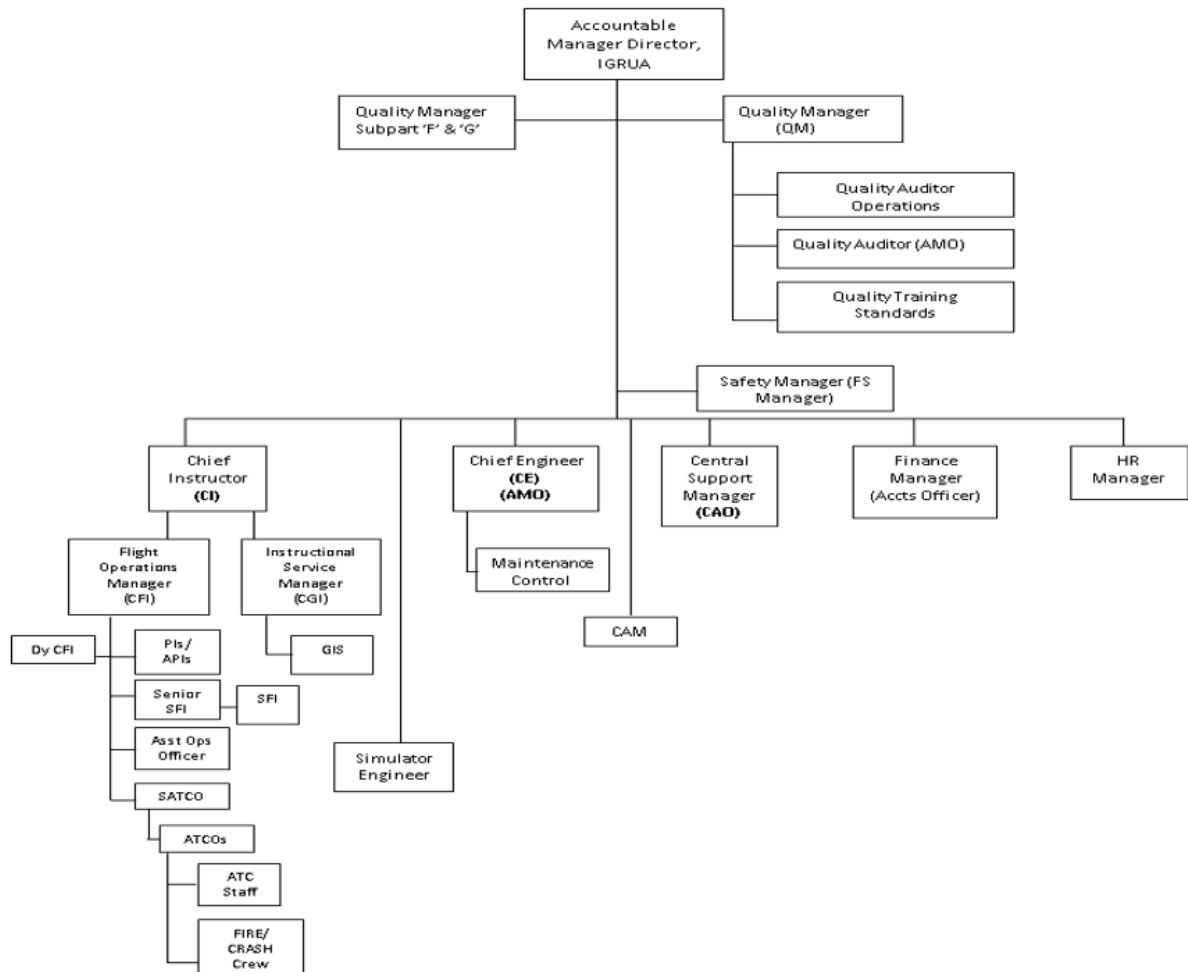 Accountable
Manager Director,
IGRUA
Quality Manager
Subpart ‘F’ & ‘G’
Quality Manager
(QM)
Quality Auditor
Operations
Quality Auditor (AMO)
Quality Training
Standards
Safety Manager (FS
Manager)
Chief
Instructor
(CI)
Chief Engineer
(CE)
(AMO)
Central
Support
Manager
(CAO)
Finance
Manager
(Accts Officer)
HR
Manager
Flight
Operations
Manager
(CFI)
Instructional
Service
Manager
(CGI)
Maintenance
Control
CAM
Dy CFI
PIs/
APIs
GIS
Senior
SFI
SFI
Asst Ops
Officer
Simulator
Engineer
SATCO
ATCOs
ATC
Staff
FIRE/
CRASH
Crew